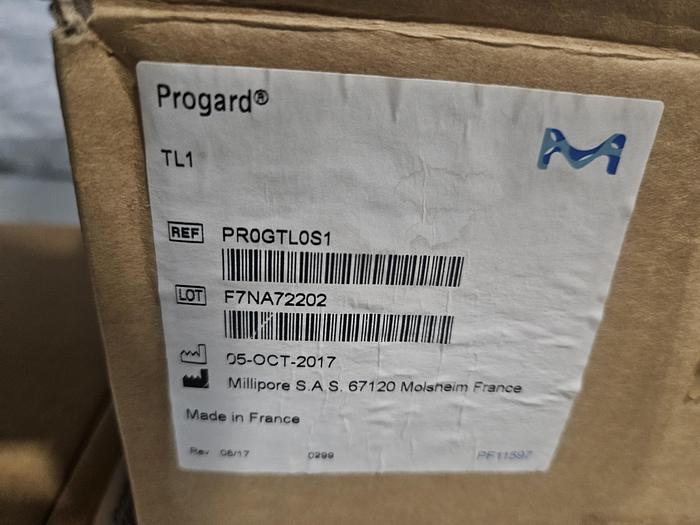 Progard®
TL1
REF PR0GTL0S1
LOT F7NA72202
05-OCT-2017
Millipore S.A.S. 67120 Molsheim France
Made in France
Rev 06/17 0299 PF11597